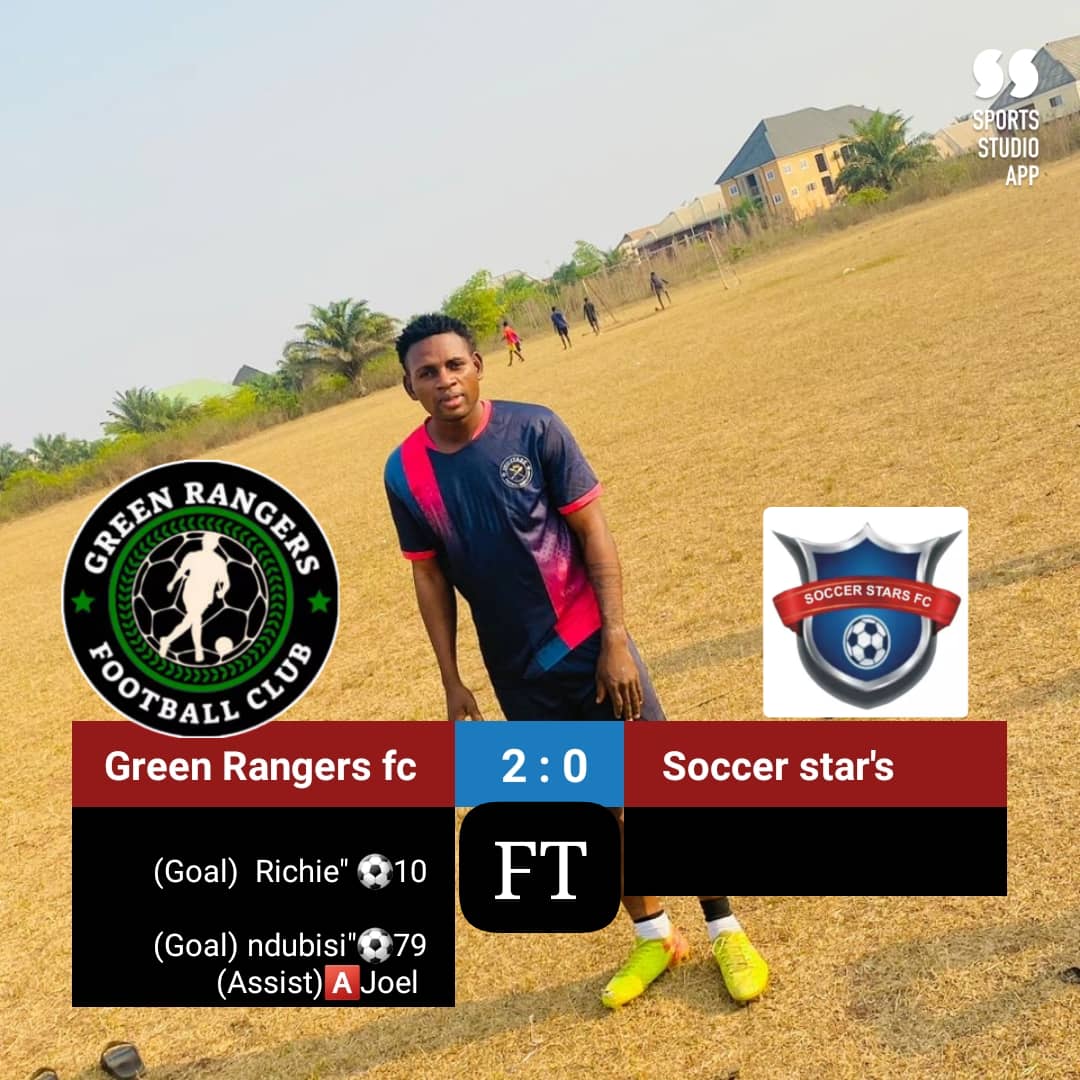 SS
SPORTS
STUDIO
APP
GREEN RANGERS
FOOTBALL CLUB
SOCCER STARS FC
Green Rangers fc
2 : 0
Soccer star's
FT
(Goal) Richie" ⚽10
(Goal) ndubisi"⚽79
(Assist)🅰Joel